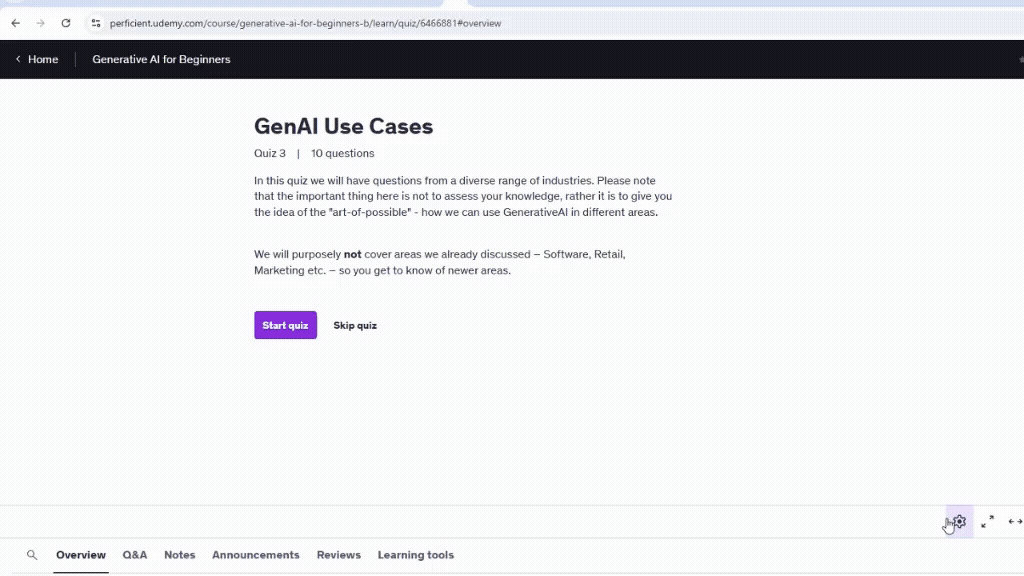 perficient.udemy.com/course/generative-ai-for-beginners-b/learn/quiz/6466881#overview
Home
Generative AI for Beginners
GenAI Use Cases
Quiz 3 | 10 questions
In this quiz we will have questions from a diverse range of industries. Please note
that the important thing here is not to assess your knowledge, rather it is to give you
the idea of the "art-of-possible" - how we can use GenerativeAI in different areas.
We will purposely not cover areas we already discussed – Software, Retail,
Marketing etc. – so you get to know of newer areas.
Start quiz
Skip quiz
Overview
Q&A
Notes
Announcements
Reviews
Learning tools